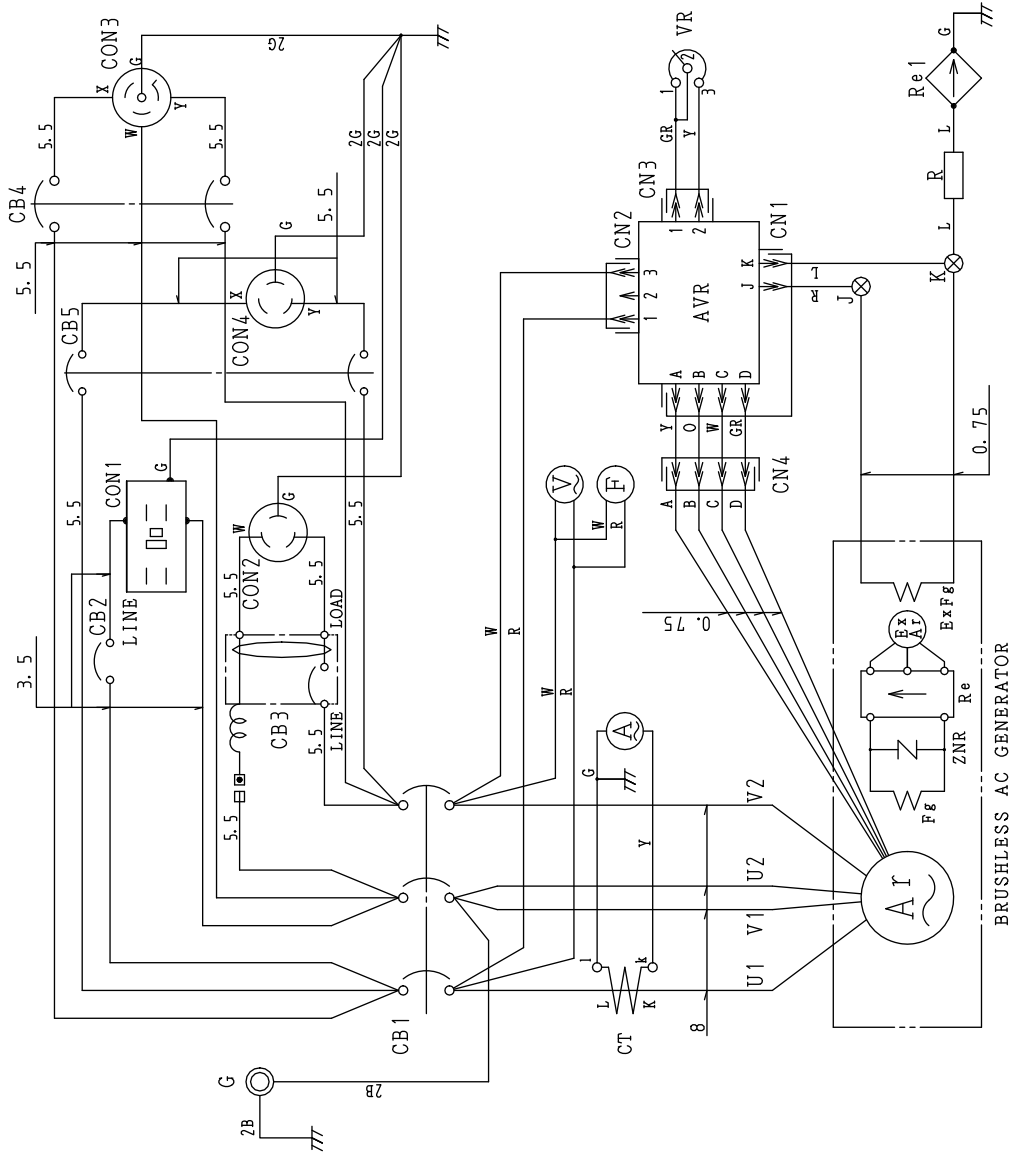 CON3
X
G
W
Y
2G
5.5
5.5
CB4
5.5
2G
2G
2G
5.5
G
X
Y
CON4
CB5
5.5
5.5
CON1
G
LINE
CB2
3.5
W
G
CON2
5.5
5.5
LOAD
LINE
CB3
5.5
5.5
CB1
G
2B
2B
W
R
W
R
V
F
W
R
A
G
Y
l
k
L
K
CT
8
U1
V1
U2
V2
VR
1
2
3
GR
Y
CN3
1
2
CN2
1
2
3
AVR
CN1
J
K
R
L
A
B
C
D
Y
O
W
GR
CN4
A
B
C
D
0.75
J
K
0.75
L
R
L
Re1
G
Ar
Fg
ZNR
Re
Ex
Ar
ExFg
BRUSHLESS AC GENERATOR